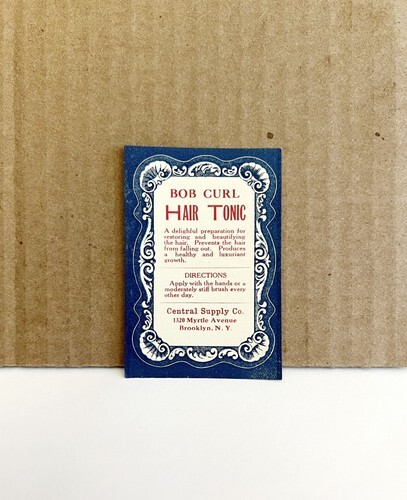 BOB CURL
HAIR TONIC
A delighful preparation for
restoring and beautifying
the hair. Prevents the hair
from falling out. Produces
a healthy and luxuriant
growth.
DIRECTIONS
Apply with the hands or a
moderately stiff brush every
other day.
Central Supply Co.
1320 Myrtle Avenue
Brooklyn, N. Y.